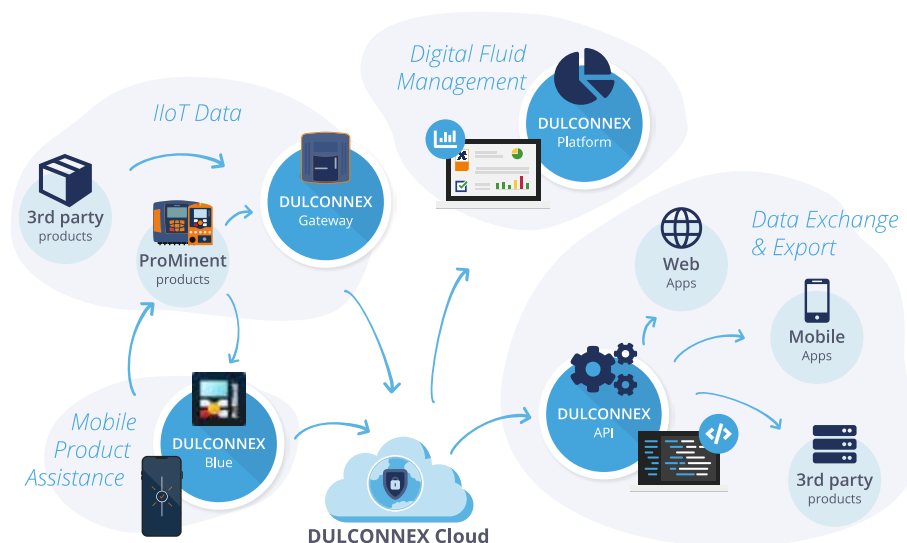 Digital Fluid
Management
DULCONNEX
Platform
IIoT Data
DULCONNEX
Gateway
3rd party
products
ProMinent
products
Data Exchange
& Export
Web
Apps
Mobile
Apps
DULCONNEX
API
</>
3rd party
products
Mobile
Product
Assistance
DULCONNEX
Blue
DULCONNEX Cloud